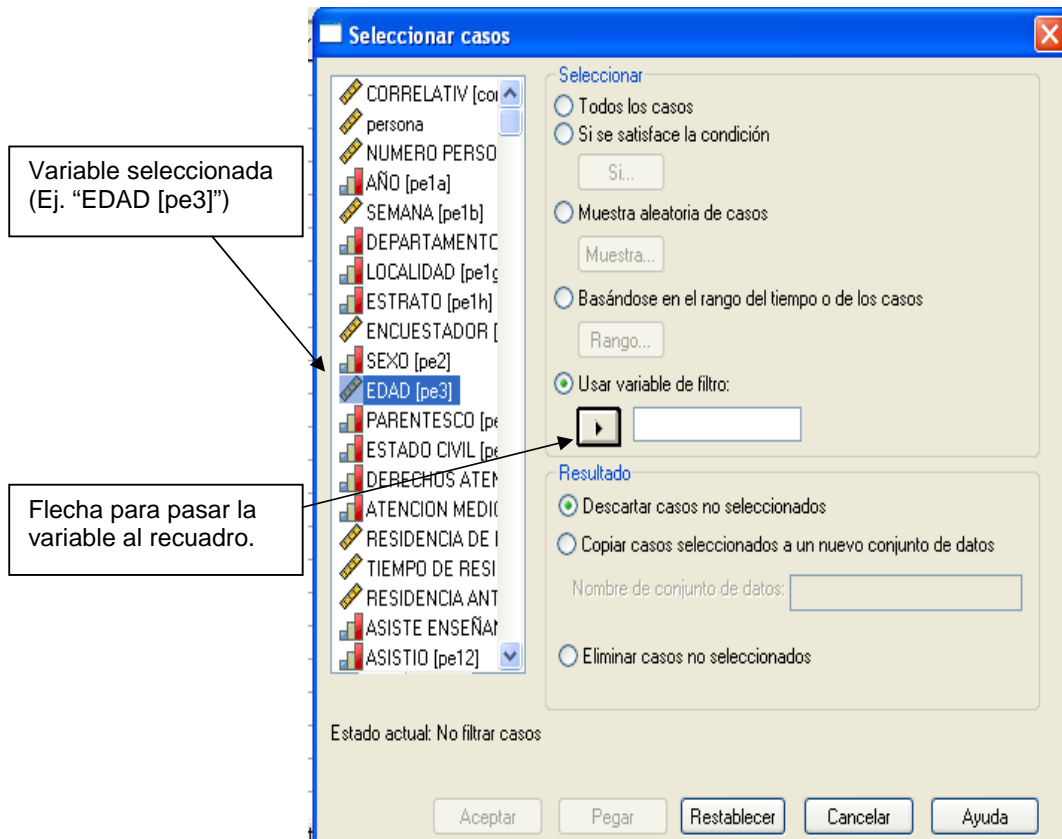 Seleccionar casos
Variable seleccionada
(Ej. “EDAD [pe3]”)
Flecha para pasar la
variable al recuadro.
CORRELATIV [co
persona
NUMERO PERSO
AÑO [pe1a]
SEMANA [pe1b]
DEPARTAMENTO
LOCALIDAD [pe1g
ESTRATO [pe1h]
ENCUESTADOR [
SEXO [pe2]
EDAD [pe3]
PARENTESCO [pe
ESTADO CIVIL [pe
DERECHOS ATEN
ATENCION MEDI
RESIDENCIA DE
TIEMPO DE RESI
RESIDENCIA ANT
ASISTE ENSEÑA
ASISTIO [pe12]
Seleccionar
Todos los casos
Si se satisface la condición
Si...
Muestra aleatoria de casos
Muestra...
Basándose en el rango del tiempo o de los casos
Rango...
Usar variable de filtro:
Resultado
Descartar casos no seleccionados
Copiar casos seleccionados a un nuevo conjunto de datos
Nombre de conjunto de datos:
Eliminar casos no seleccionados
Estado actual: No filtrar casos
Aceptar
Pegar
Restablecer
Cancelar
Ayuda